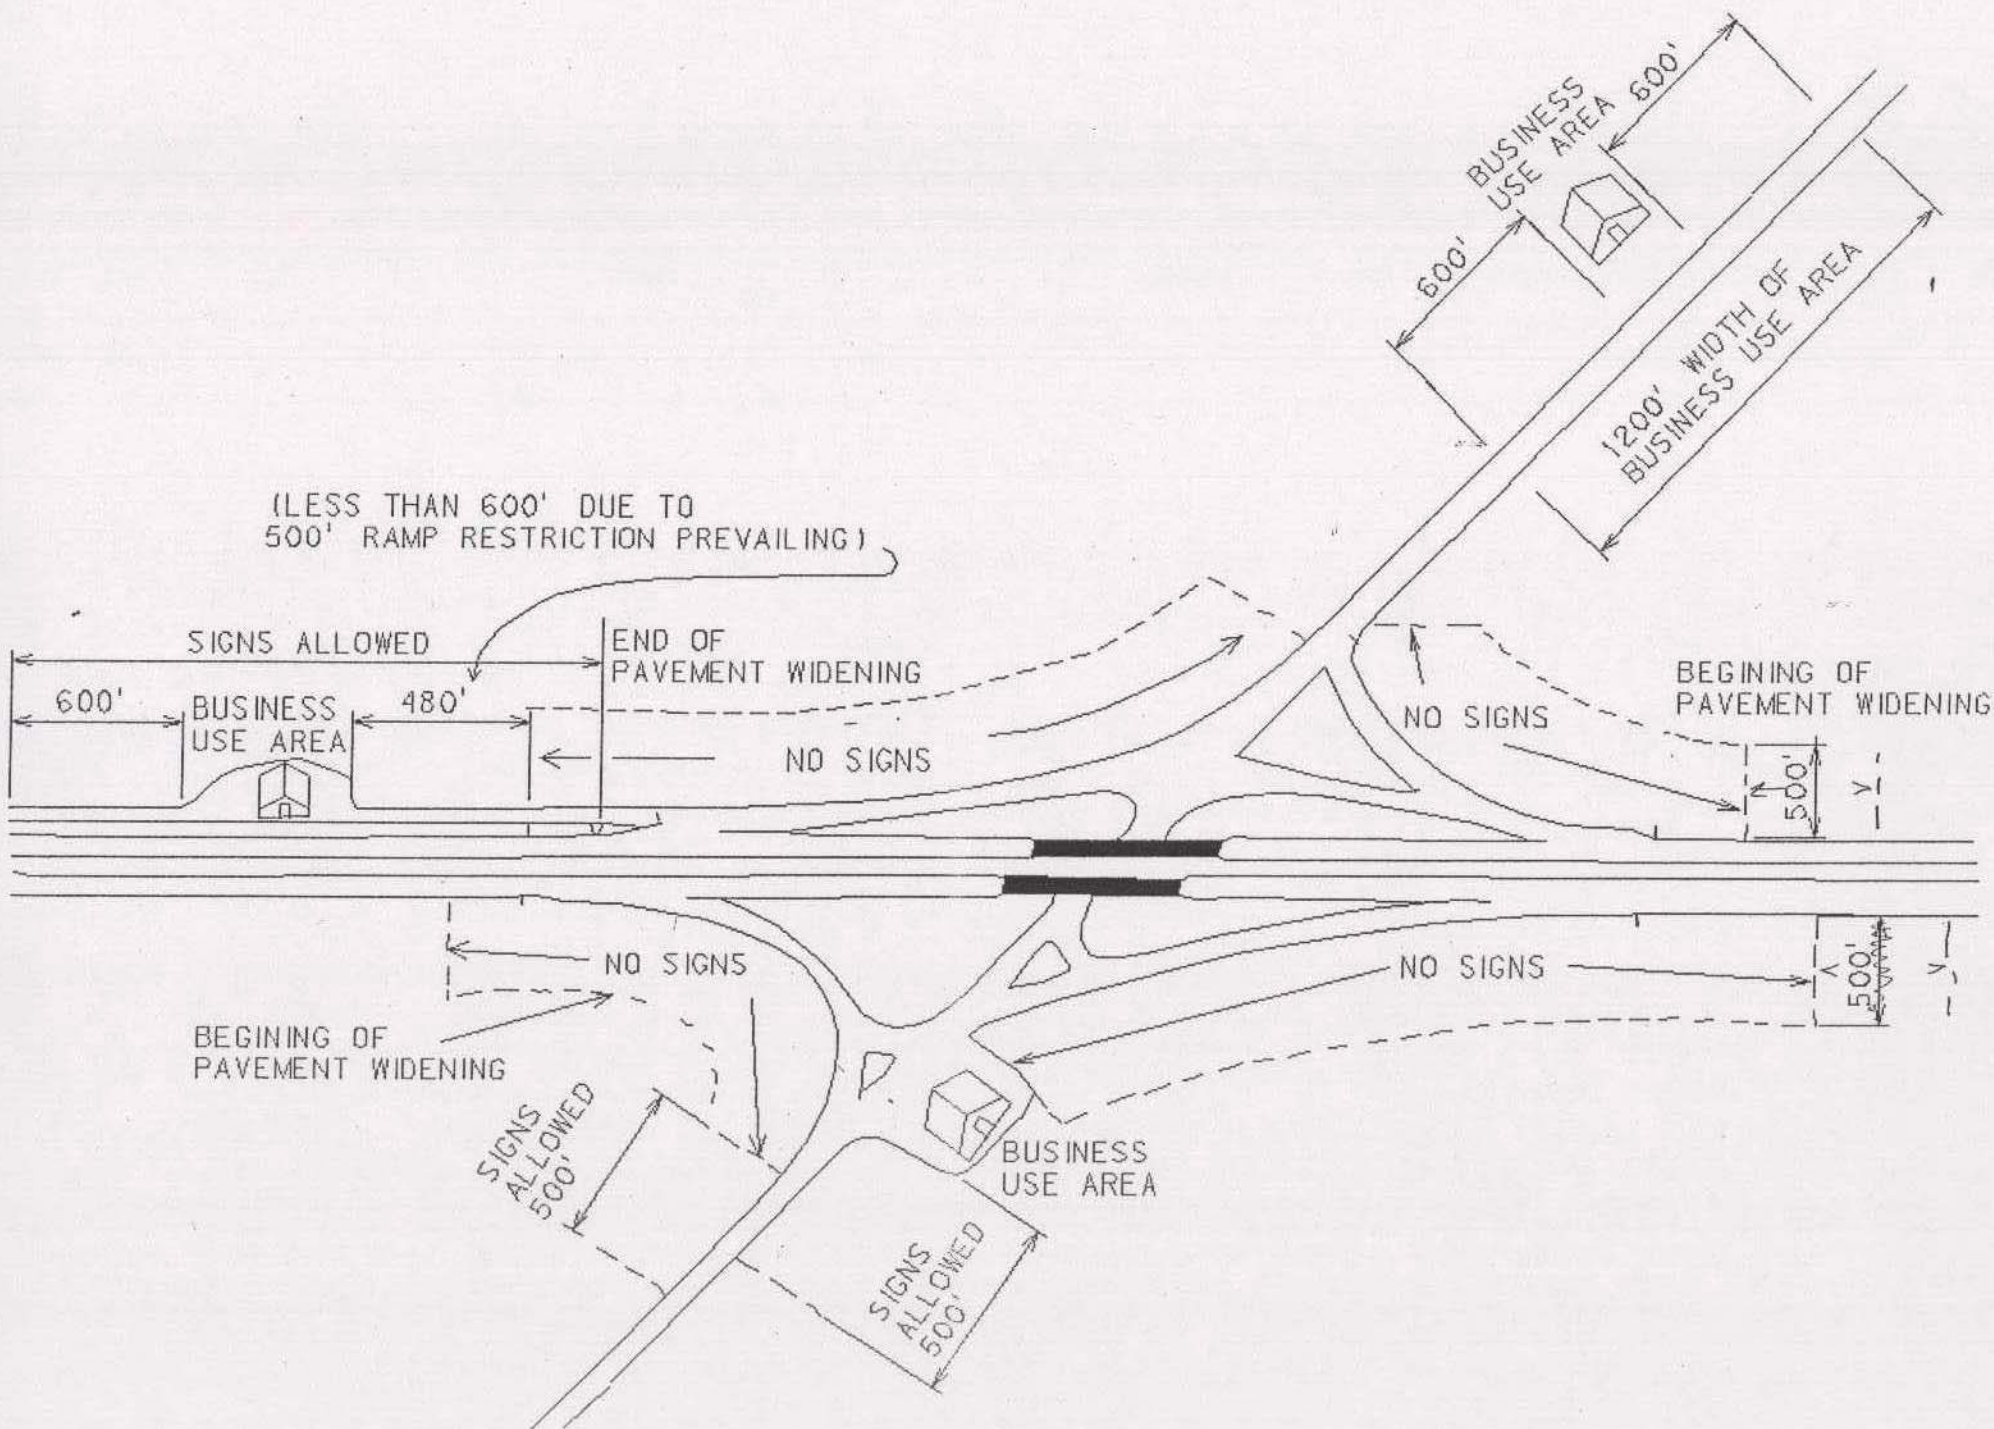 600'
BUSINESS
USE AREA
600'
1200' WIDTH OF
BUSINESS USE AREA
(LESS THAN 600' DUE TO
500' RAMP RESTRICTION PREVAILING)
SIGNS ALLOWED
END OF
PAVEMENT WIDENING
600'
BUSINESS
USE AREA
480'
NO SIGNS
NO SIGNS
BEGINING OF
PAVEMENT WIDENING
500'
NO SIGNS
NO SIGNS
500'
BEGINING OF
PAVEMENT WIDENING
SIGNS
ALLOWED
500'
BUSINESS
USE AREA
SIGNS
ALLOWED
500'